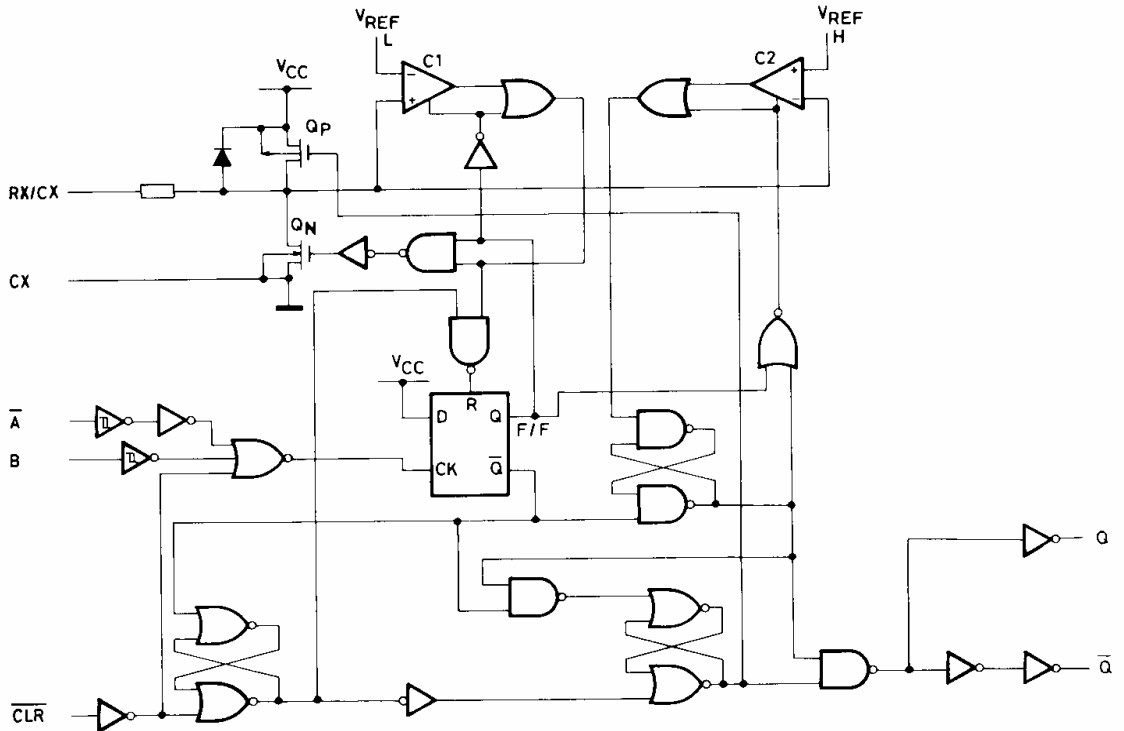 VREF L
VREF H
C1
C2
VCC
QP
RX/CX
QN
CX
VCC
A
R
D
Q
F/F
B
CK
Q
Q
Q
CLR